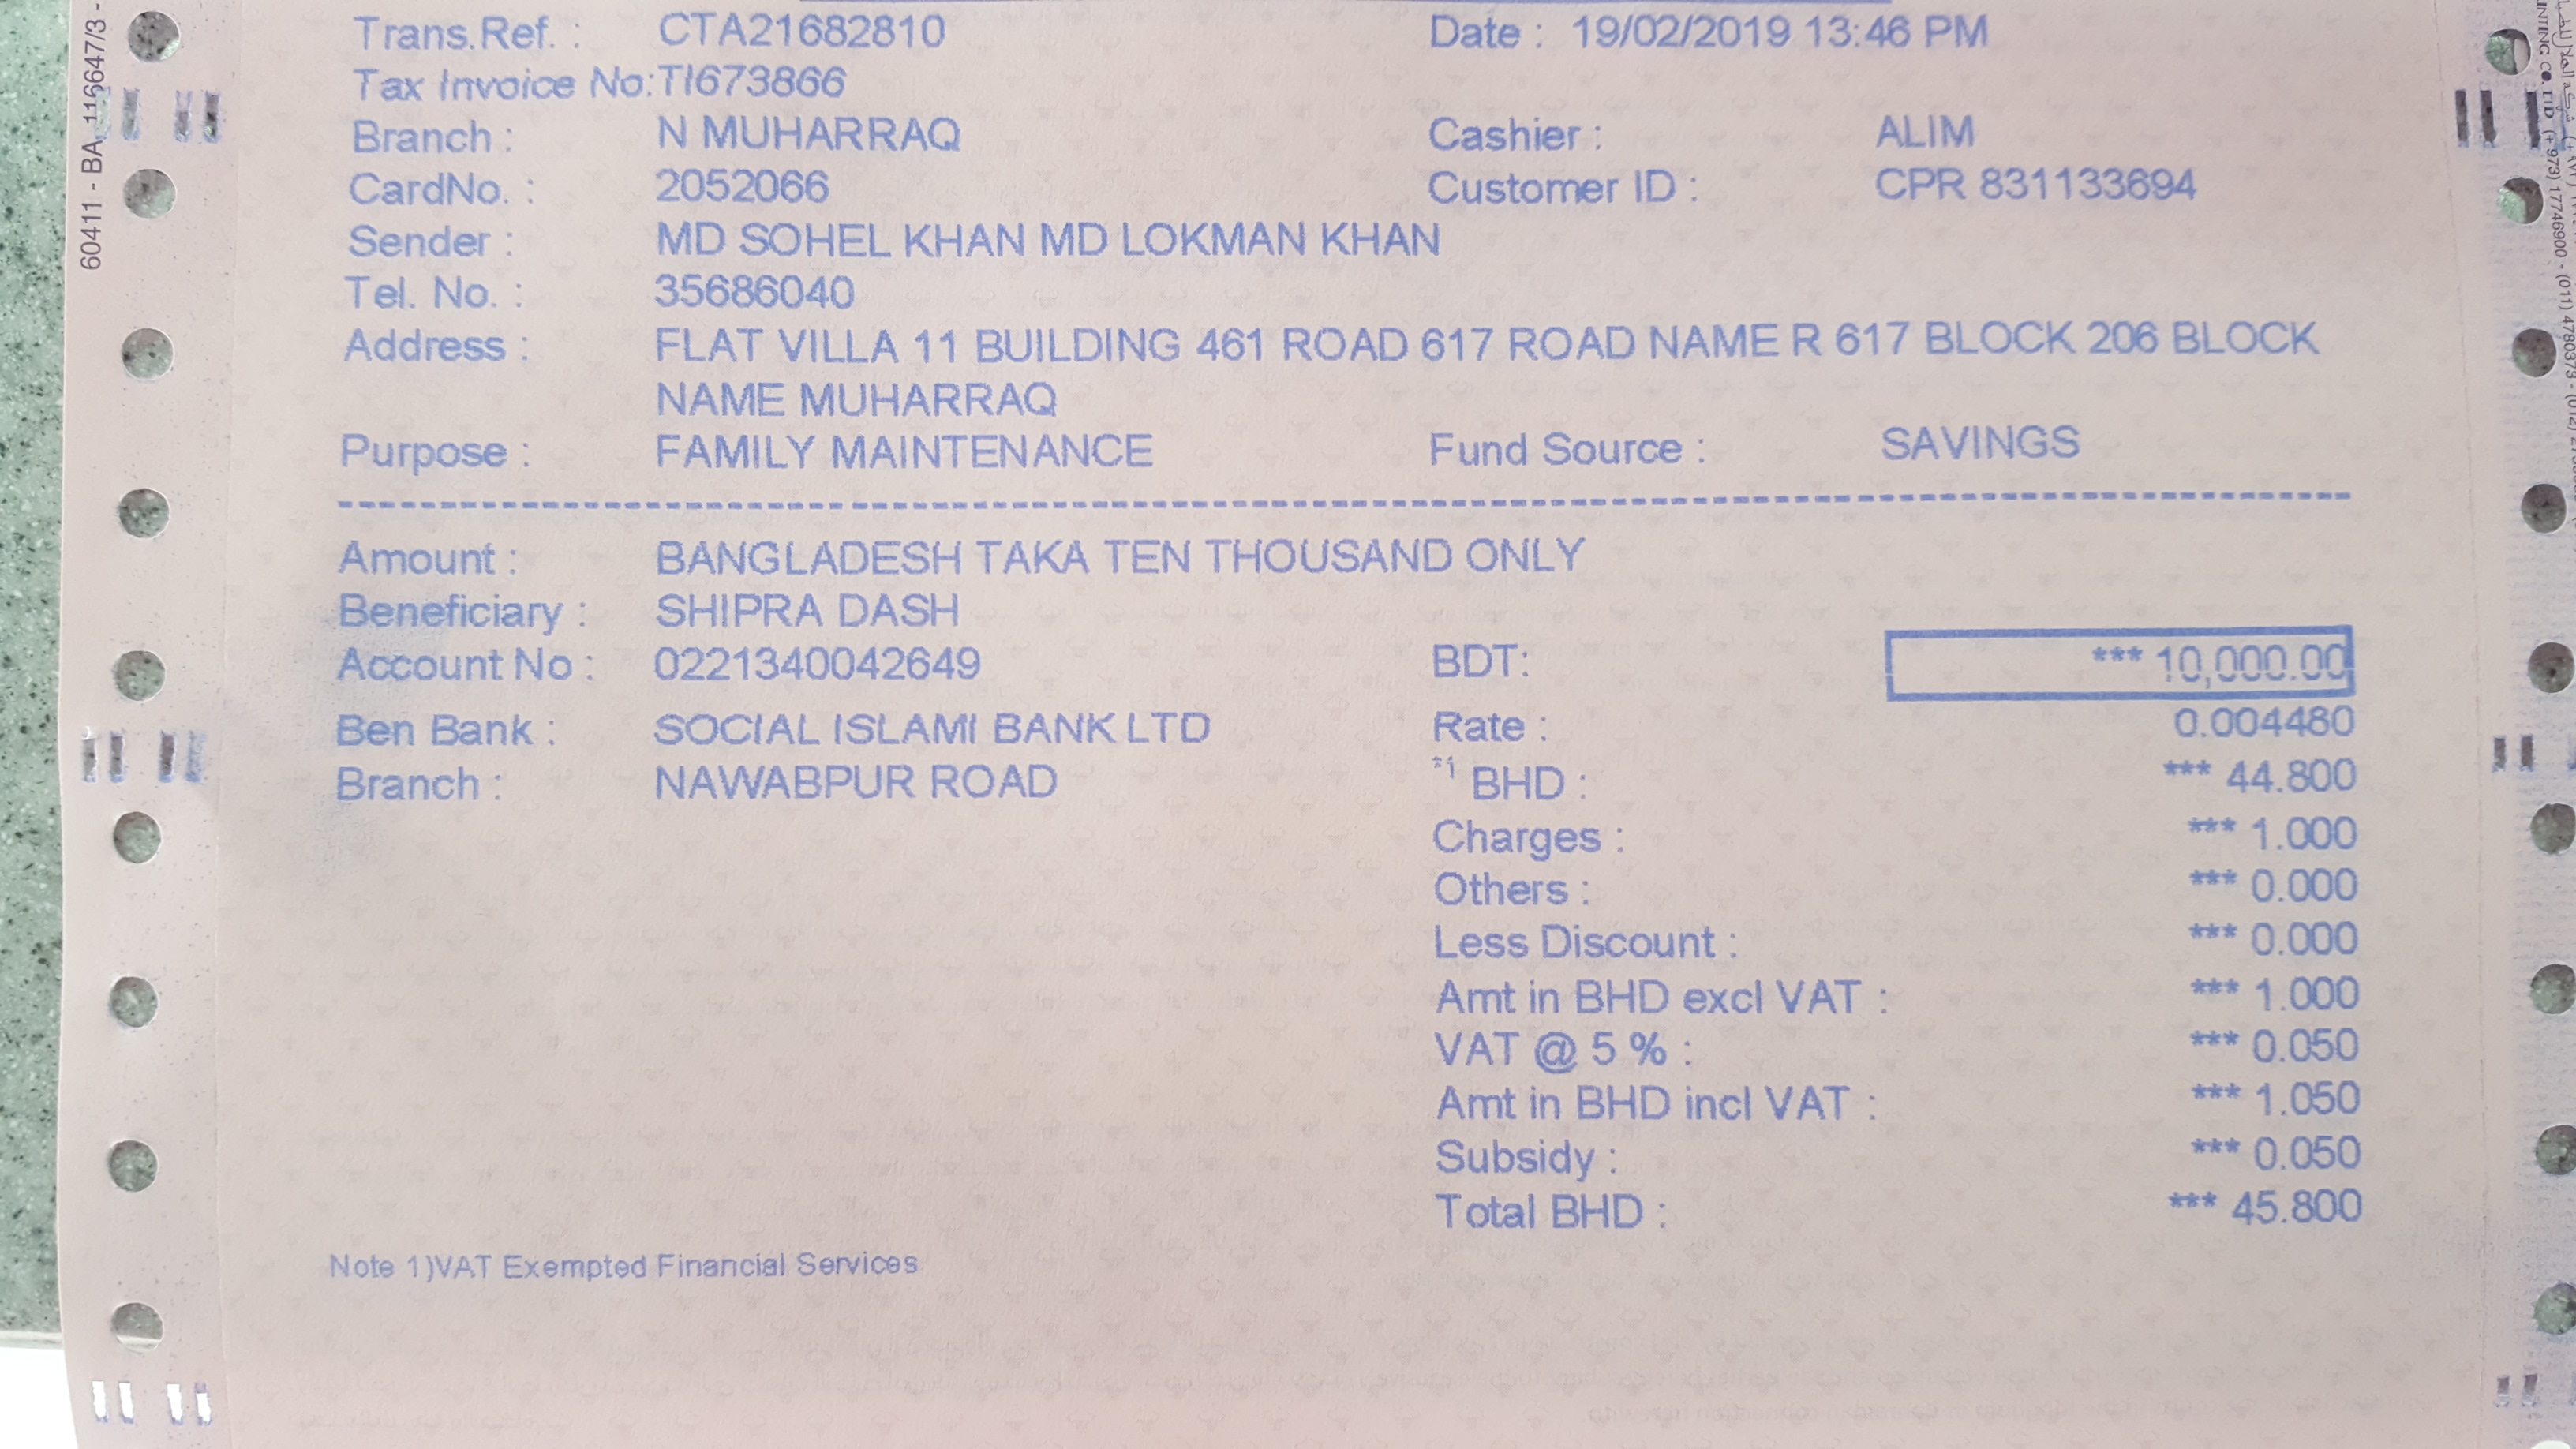 60411 - BA, 116647/3 -
Trans.Ref. : CTA21682810 Date : 19/02/2019 13:46 PM
Tax Invoice No:TI673866
Branch : N MUHARRAQ Cashier : ALIM
CardNo. : 2052066 Customer ID : CPR 831133694
Sender : MD SOHEL KHAN MD LOKMAN KHAN
Tel. No. : 35686040
Address : FLAT VILLA 11 BUILDING 461 ROAD 617 ROAD NAME R 617 BLOCK 206 BLOCK
NAME MUHARRAQ
Purpose : FAMILY MAINTENANCE Fund Source : SAVINGS
Amount : BANGLADESH TAKA TEN THOUSAND ONLY
Beneficiary : SHIPRA DASH
Account No : 0221340042649 BDT: *** 10,000.00
Ben Bank : SOCIAL ISLAMI BANK LTD Rate : 0.004480
Branch : NAWABPUR ROAD *1 BHD : *** 44.800
Charges : *** 1.000
Others : *** 0.000
Less Discount : *** 0.000
Amt in BHD excl VAT : *** 1.000
VAT @ 5 % : *** 0.050
Amt in BHD incl VAT : *** 1.050
Subsidy : *** 0.050
Total BHD : *** 45.800
Note 1)VAT Exempted Financial Services
CO. LTD (+ 973) 17746900 - (011) 4780373 - (012)